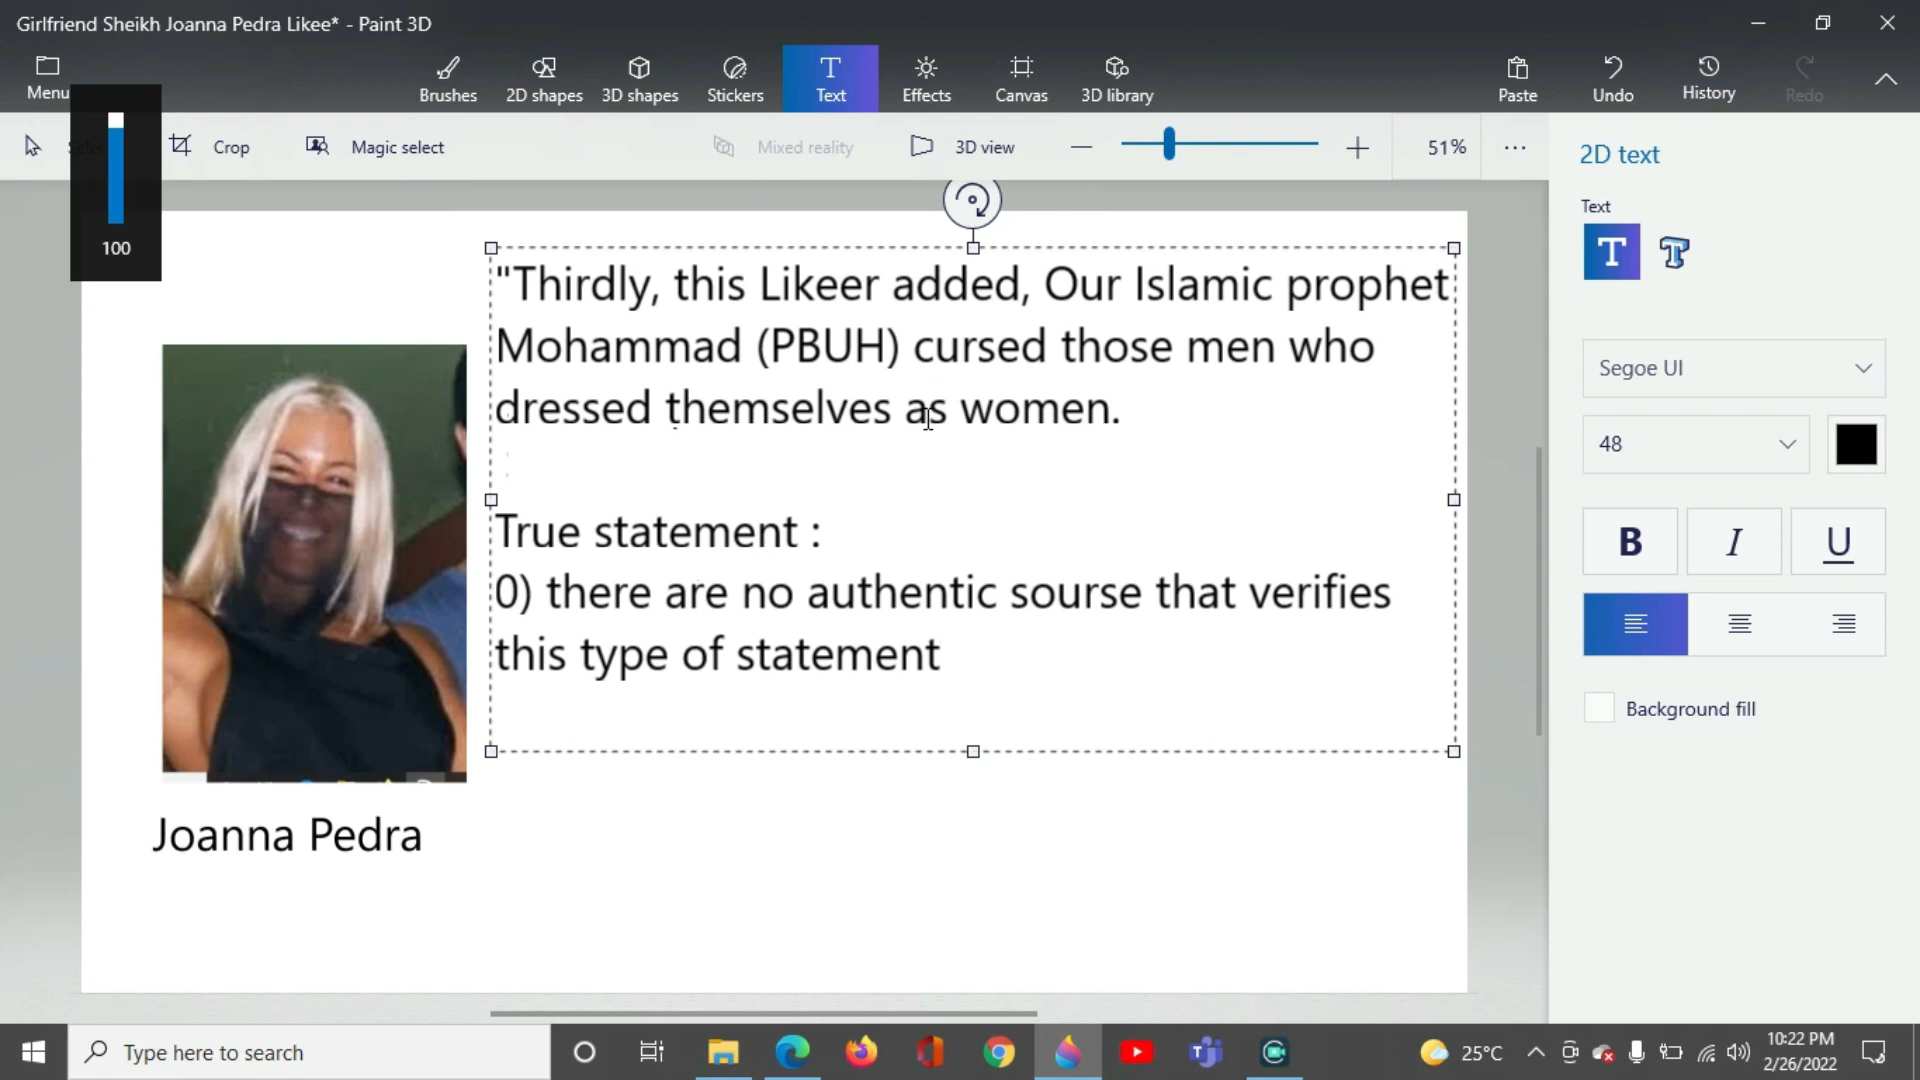 Girlfriend Sheikh Joanna Pedra Likee* - Paint 3D
Menu
Brushes
2D shapes
3D shapes
Stickers
Text
Effects
Canvas
3D library
Paste
Undo
History
Redo
Crop
Magic select
Mixed reality
3D view
51%
100
2D text
Text
Segoe UI
48
B
I
U
Background fill
"Thirdly, this Likeer added, Our Islamic prophet
Mohammad (PBUH) cursed those men who
dressed themselves as women.
True statement :
0) there are no authentic sourse that verifies
this type of statement
Joanna Pedra
Type here to search
25°C
10:22 PM
2/26/2022